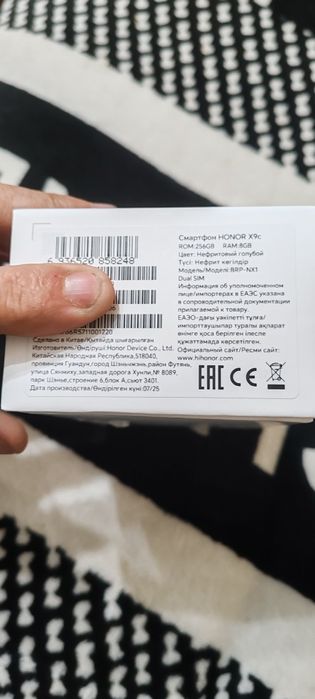 Смартфон HONOR X9c
ROM:256GB RAM:8GB
Цвет: Нефритовый голубой
Түсі: Нефрит көгілдір
Модель/Моделі:BRP-NX1
Dual SIM
Информация об уполномоченном
лице/импортерах в ЕАЭС указана
в сопроводительной документации
прилагаемой к товару.
ЕАЭО-дағы уәкілетті тұлға/
импорттаушылар туралы ақпарат
өніммен қоса берілген ілеспе
құжаттамада көрсетілген.
Официальный сайт/Ресми сайт:
www.hihonor.com
6 936520 858248
Сделано в Китае/Қытайда шығарылған
Изготовитель/Өндіруші:Honor Device Co., Ltd.
Китайская Народная Республика,518040,
провинция Гуандун,город Шэньчжэнь,район Футянь,
улица Сянмиху,западная дорога Хунли,№ 8089,
парк Шэнье,строение 6,блок А,сьют 3401.
Дата производства/Өндірілген күні 07/25
EAC CE